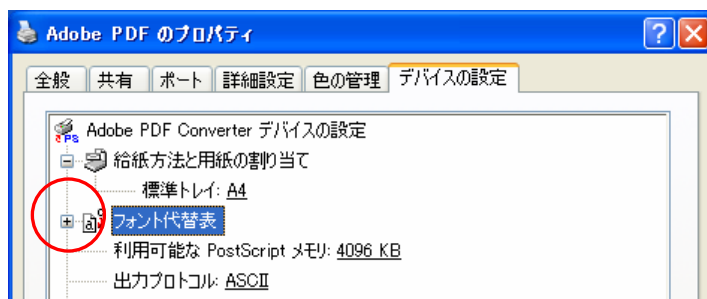 Adobe PDF のプロパティ
全般 共有 ポート 詳細設定 色の管理 デバイスの設定
Adobe PDF Converter デバイスの設定
給紙方法と用紙の割り当て
標準トレイ: A4
フォント代替表
利用可能な PostScript メモリ: 4096 KB
出力プロトコル: ASCII